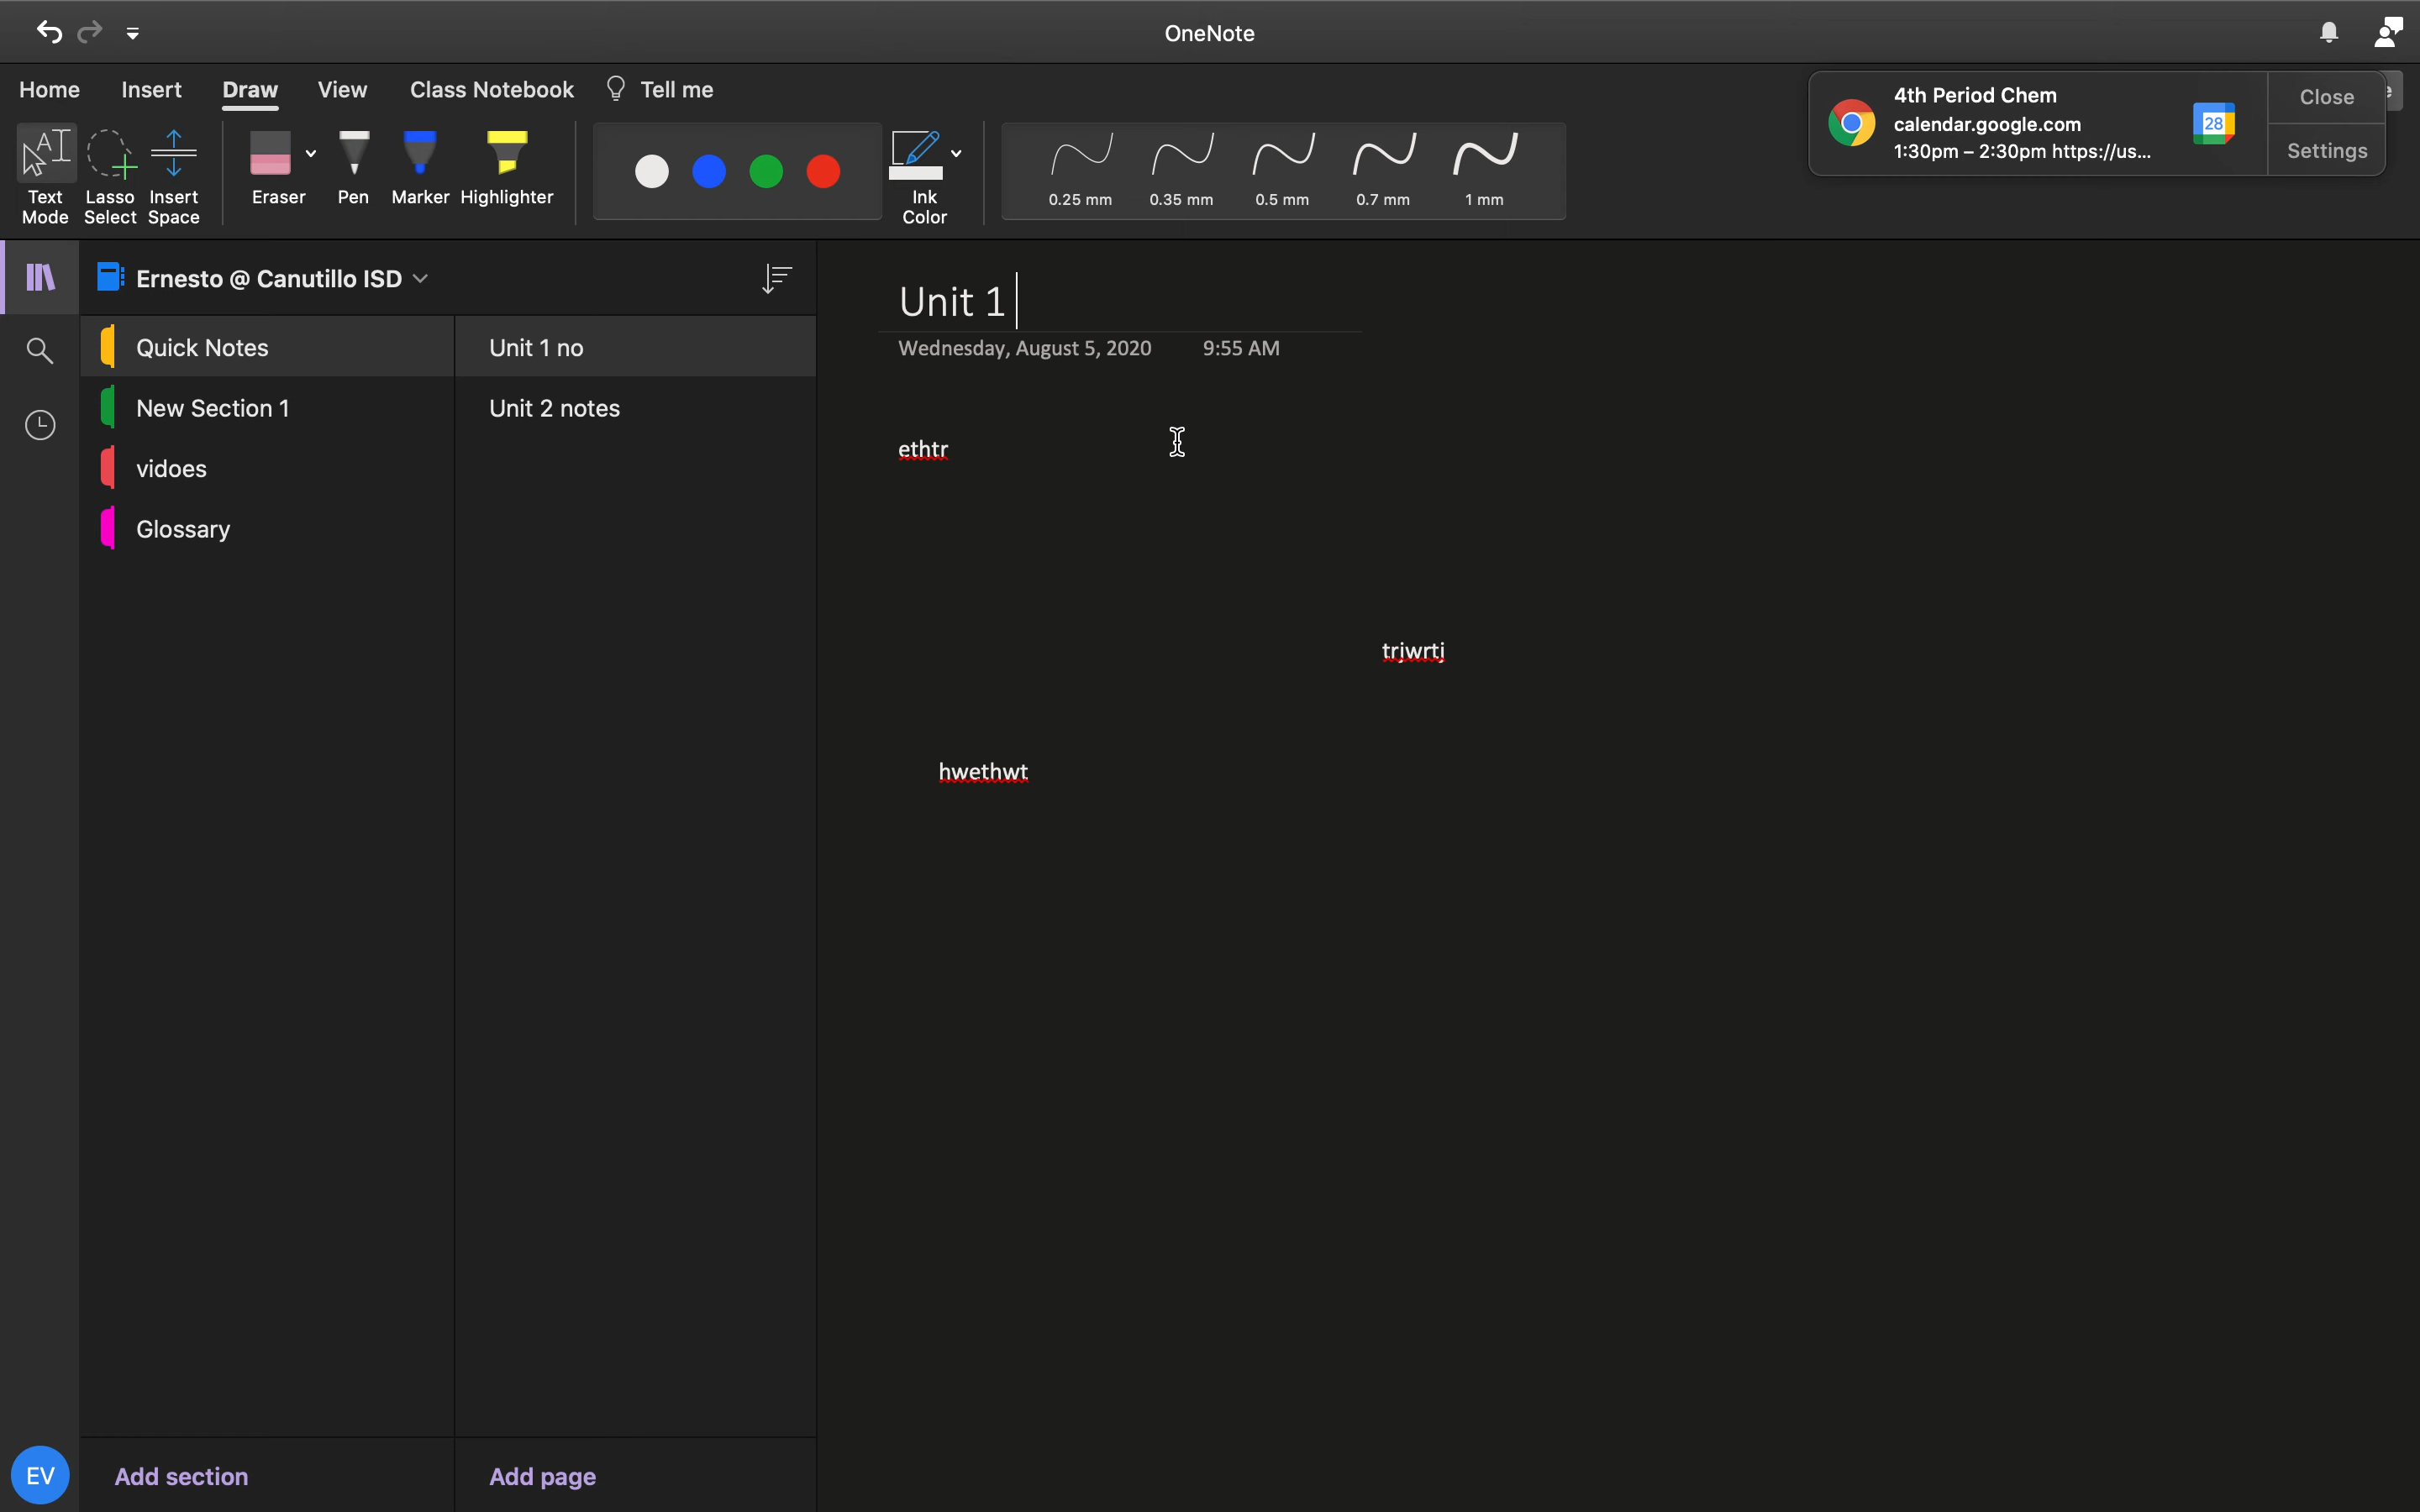 OneNote
Home Insert Draw View Class Notebook Tell me
4th Period Chem
calendar.google.com
1:30pm – 2:30pm https://us...
28
Close
Settings
Text Mode
Lasso Select
Insert Space
Eraser
Pen
Marker
Highlighter
Ink Color
0.25 mm
0.35 mm
0.5 mm
0.7 mm
1 mm
Ernesto @ Canutillo ISD
Quick Notes
New Section 1
vidoes
Glossary
Unit 1 no
Unit 2 notes
Unit 1
Wednesday, August 5, 2020 9:55 AM
ethtr
trjwrtj
hwethwt
EV
Add section
Add page